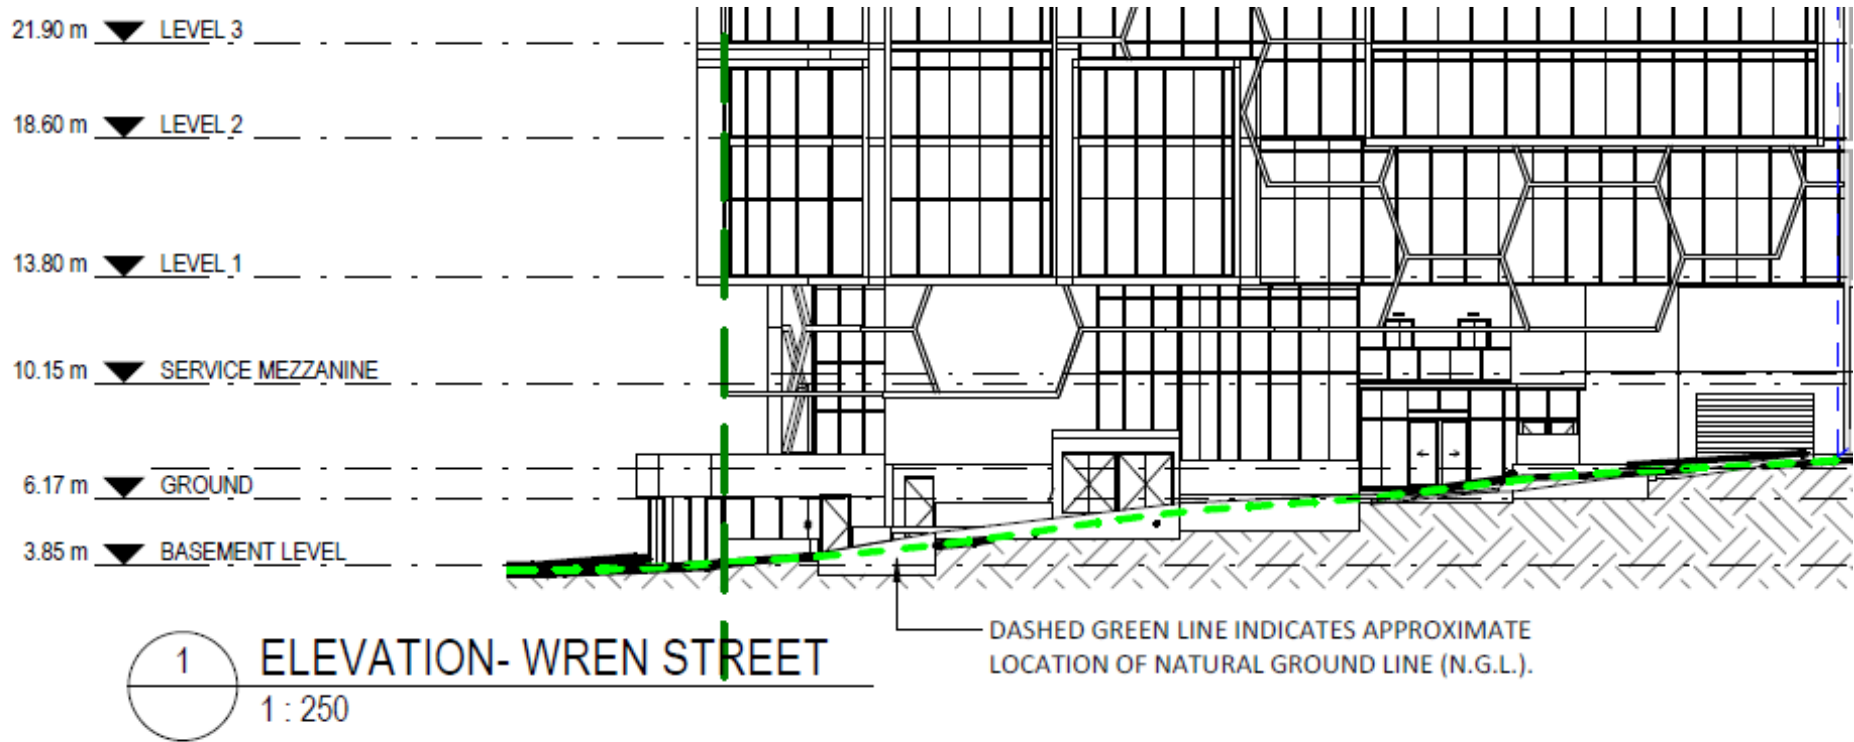 21.90 m LEVEL 3
18.60 m LEVEL 2
13.80 m LEVEL 1
10.15 m SERVICE MEZZANINE
6.17 m GROUND
3.85 m BASEMENT LEVEL
1 ELEVATION- WREN STREET
1 : 250
DASHED GREEN LINE INDICATES APPROXIMATE
LOCATION OF NATURAL GROUND LINE (N.G.L.).